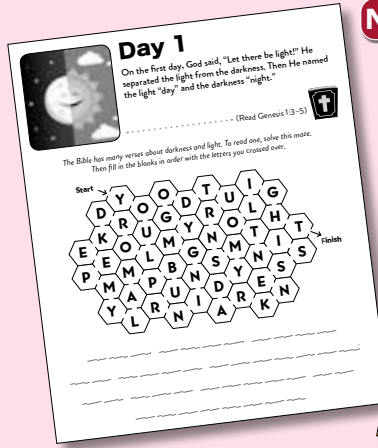 N
Day 1
On the first day, God said, “Let there be light!” He
separated the light from the darkness. Then He named
the light “day” and the darkness “night.”
(Read Genesis 1:3–5)
The Bible has many verses about darkness and light. To read one, solve this maze.
Then fill in the blanks in order with the letters you crossed over.
Start
D Y O O D T U I G
K R U G Y R O L H T
E E O L M G N M T I S
P M M P B N S Y N S
Y A R U I D R E N
L N A K
Finish